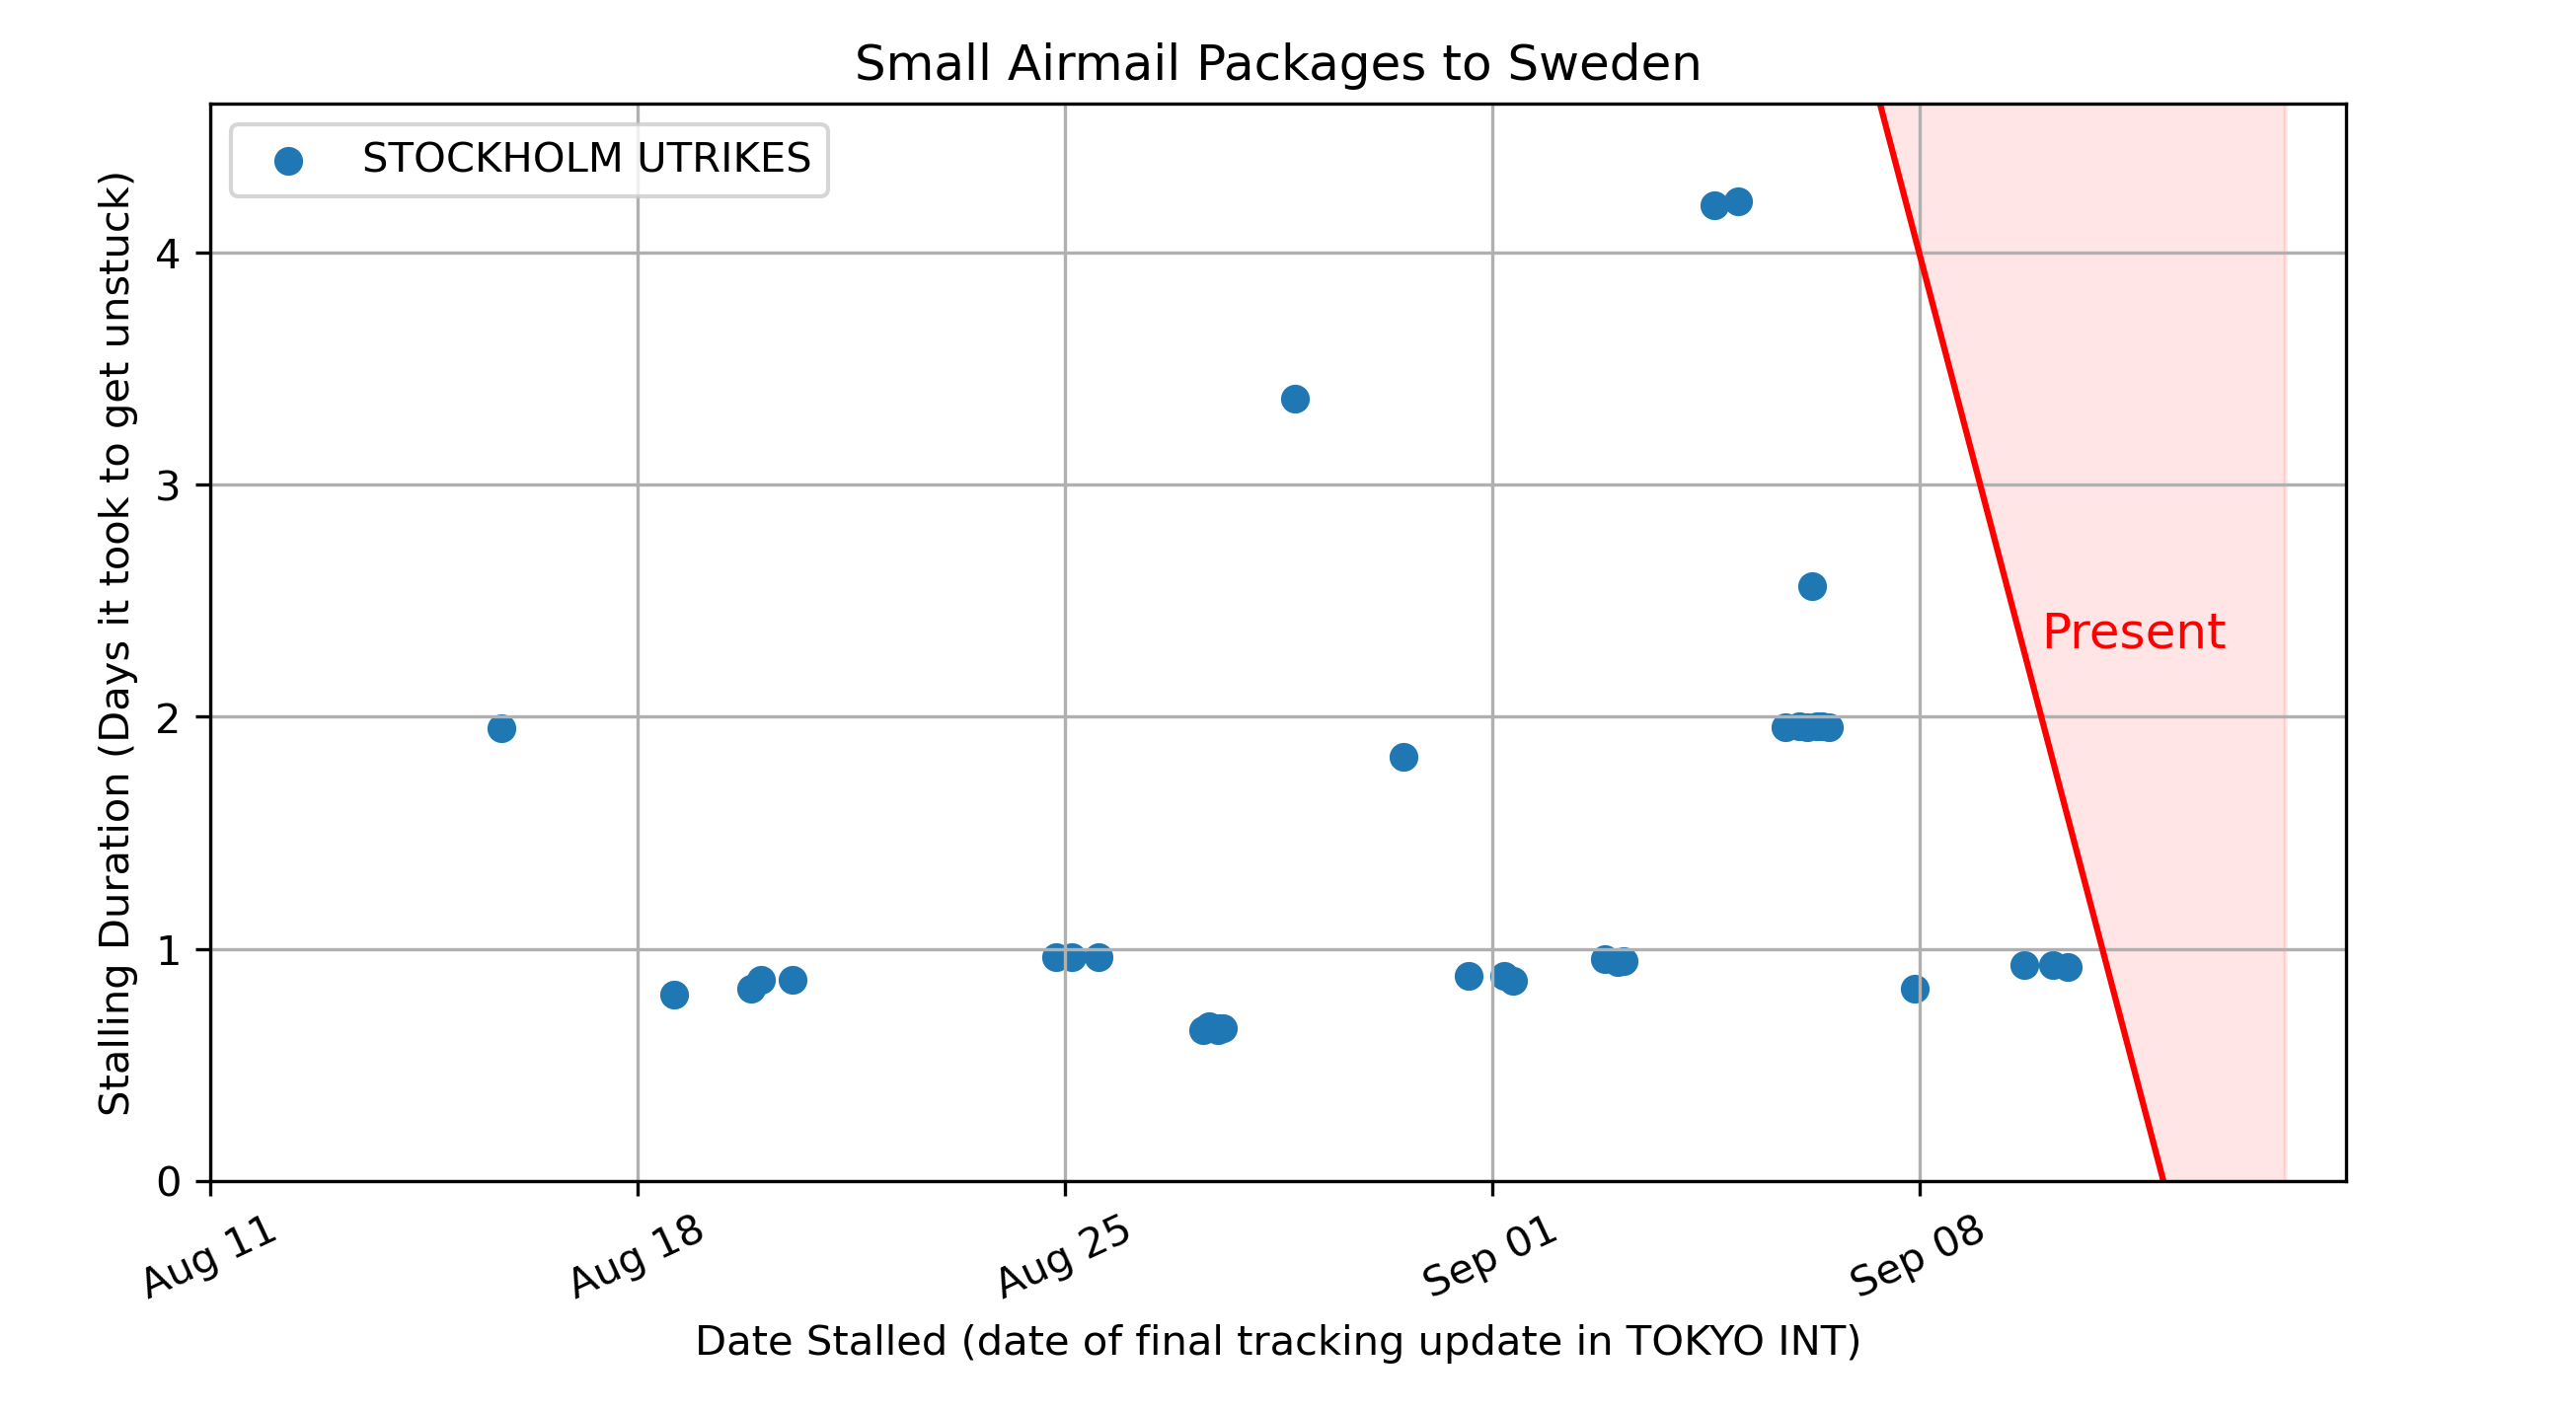 Small Airmail Packages to Sweden
STOCKHOLM UTRIKES
Stalling Duration (Days it took to get unstuck)
4
3
2
1
0
Present
Aug 11
Aug 18
Aug 25
Sep 01
Sep 08
Date Stalled (date of final tracking update in TOKYO INT)